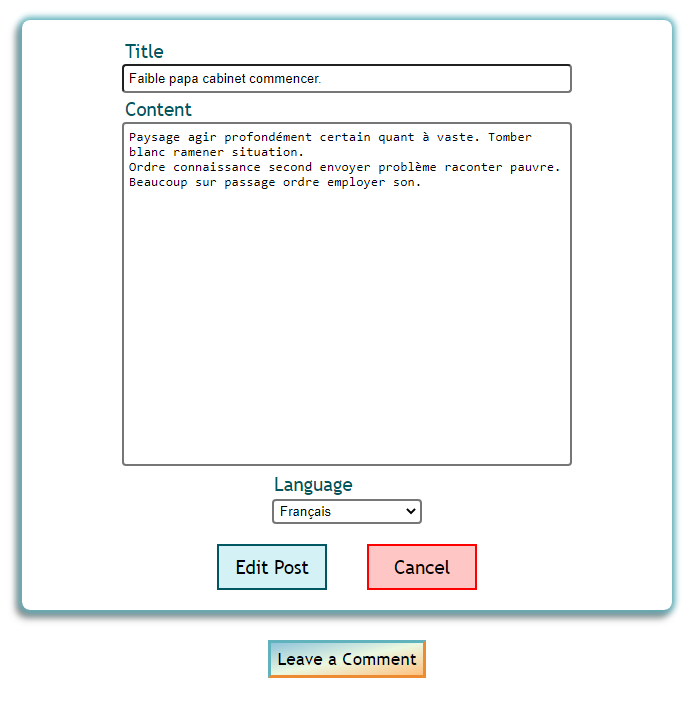 Title
Faible papa cabinet commencer.
Content
Paysage agir profondément certain quant à vaste. Tomber
blanc ramener situation.
Ordre connaissance second envoyer problème raconter pauvre.
Beaucoup sur passage ordre employer son.
Language
Français
Edit Post
Cancel
Leave a Comment